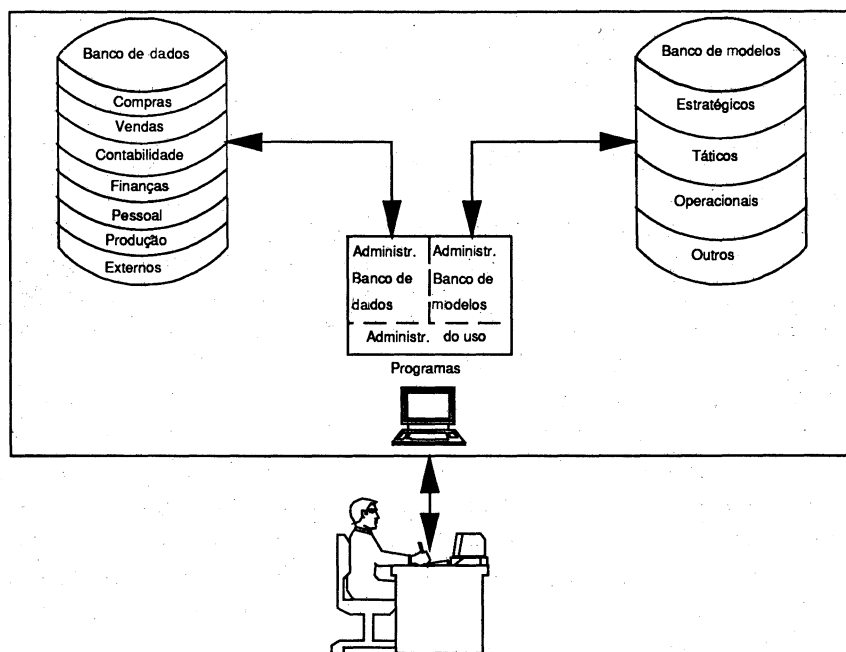 Banco de dados
Compras
Vendas
Contabilidade
Finanças
Pessoal
Produção
Externos
Banco de modelos
Estratégicos
Táticos
Operacionais
Outros
Administr.
Banco de
dados
Administr.
Banco de
modelos
Administr. do uso
Programas